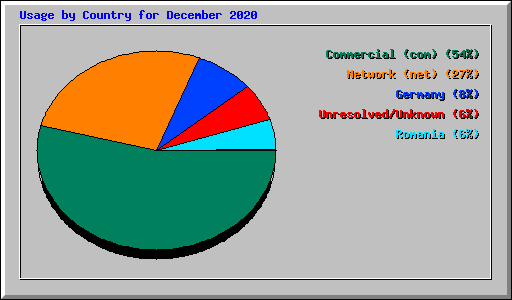 Usage by Country for December 2020
Commercial (com) (54%)
Network (net) (27%)
Germany (8%)
Unresolved/Unknown (6%)
Romania (6%)